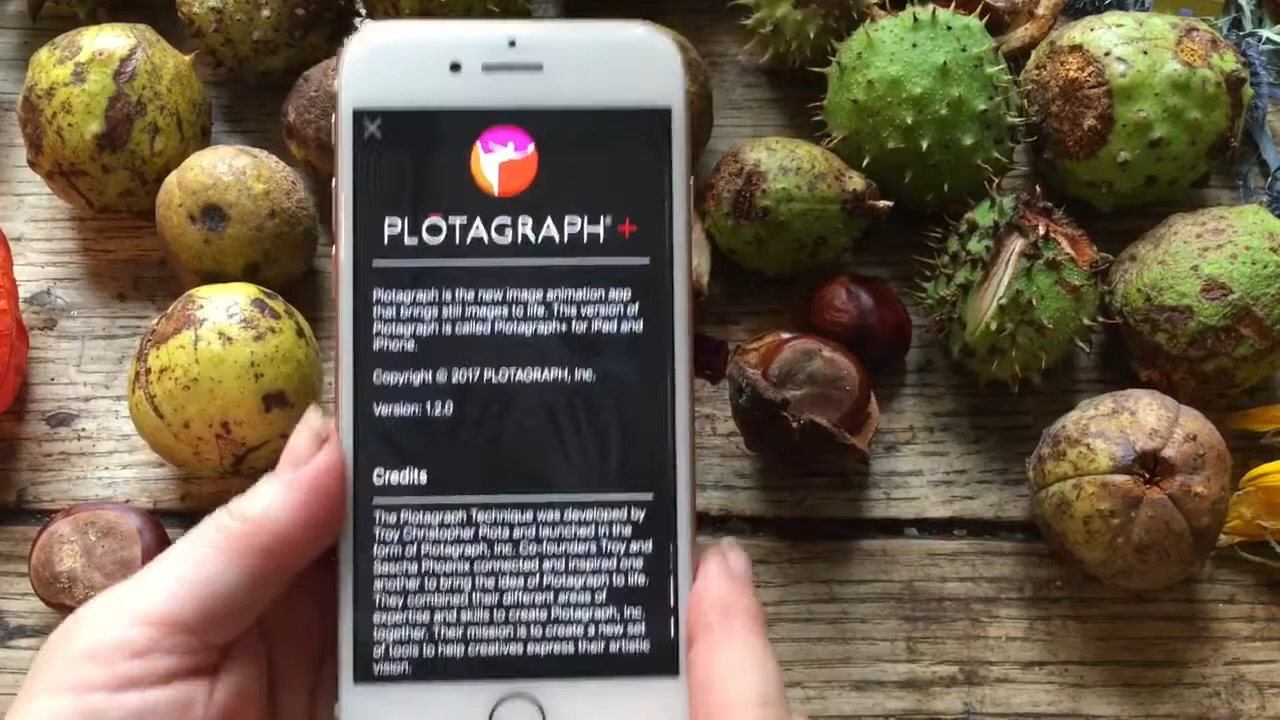 PLŌTAGRAPH® +
Plotagraph is the new image animation app
that brings still images to life. This version of
Plotagraph is called Plotagraph+ for iPad and
iPhone.
Copyright © 2017 PLOTAGRAPH, Inc.
Version: 1.2.0
Credits
The Plotagraph Technique was developed by
Troy Christopher Plota and launched in the
form of Plotagraph, Inc. Co-founders Troy and
Sascha Phoenix connected and inspired one
another to bring the idea of Plotagraph to life.
They combined their different areas of
expertise and skills to create Plotagraph, Inc.
together. Their mission is to create a new set
of tools to help creatives express their artistic
vision.